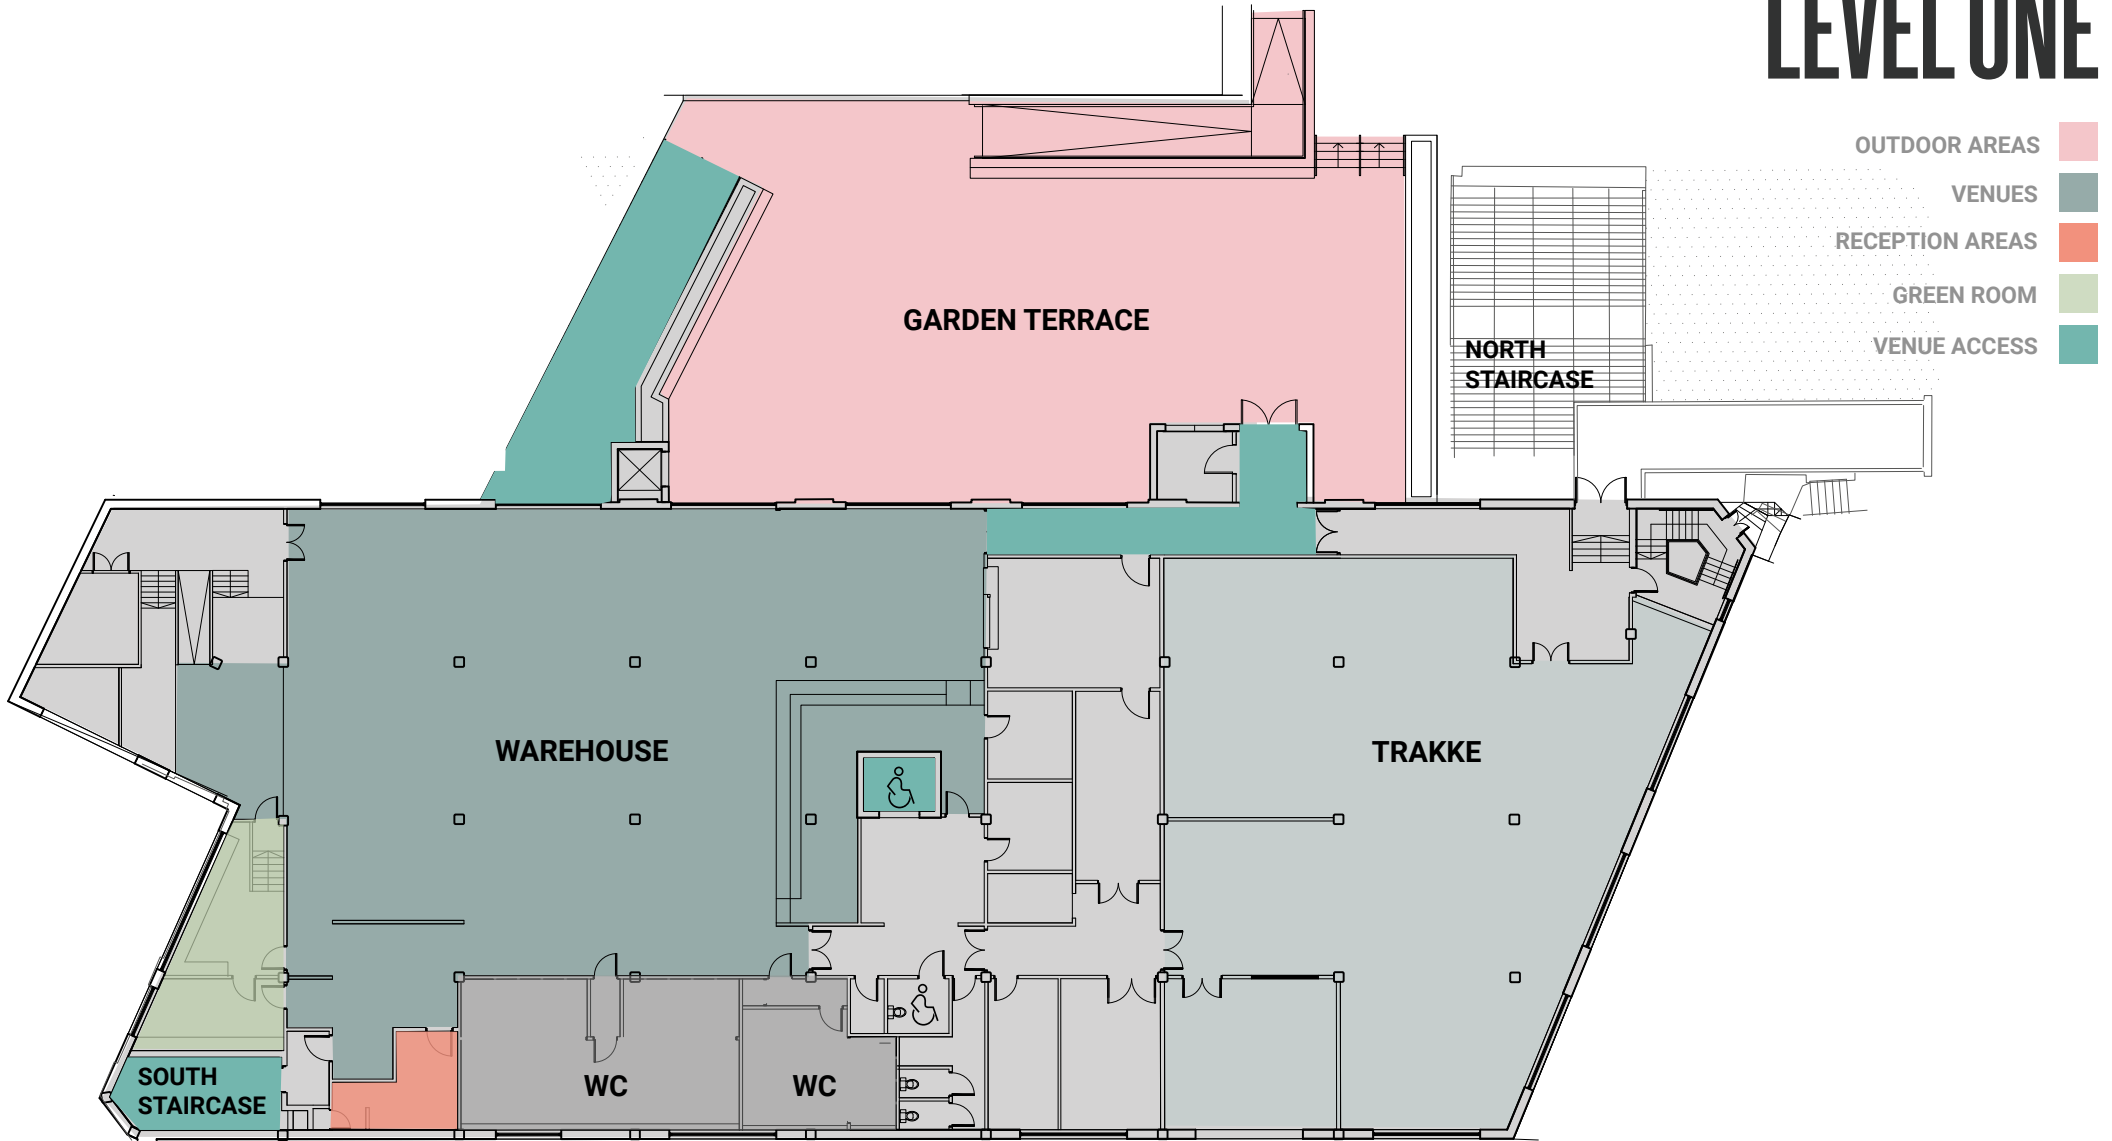 LEVEL ONE
OUTDOOR AREAS
VENUES
RECEPTION AREAS
GREEN ROOM
VENUE ACCESS
GARDEN TERRACE
NORTH
STAIRCASE
WAREHOUSE
TRAKKE
SOUTH
STAIRCASE
WC
WC